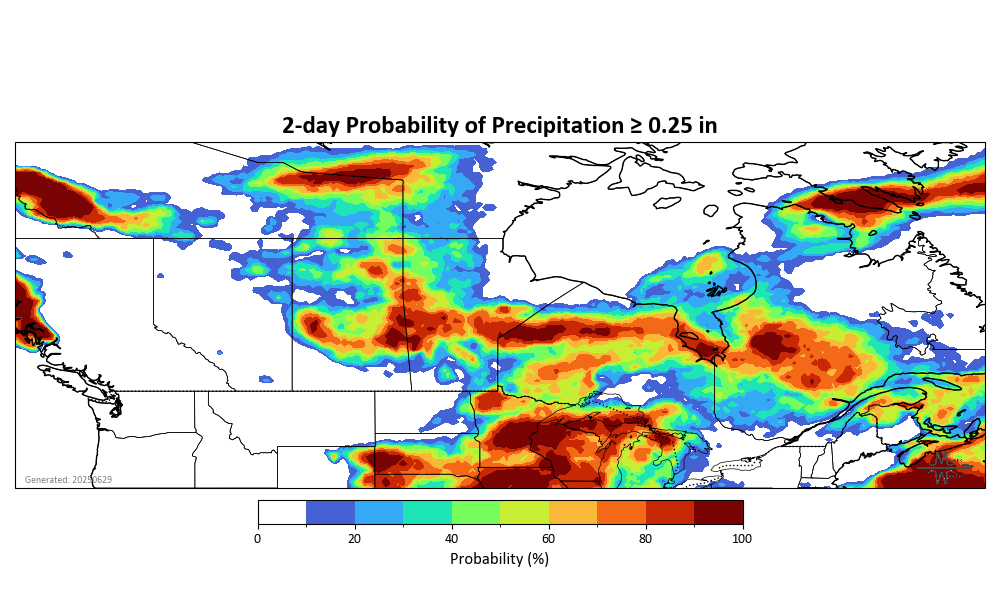 2-day Probability of Precipitation ≥ 0.25 in
Generated: 20250629
0 20 40 60 80 100
Probability (%)